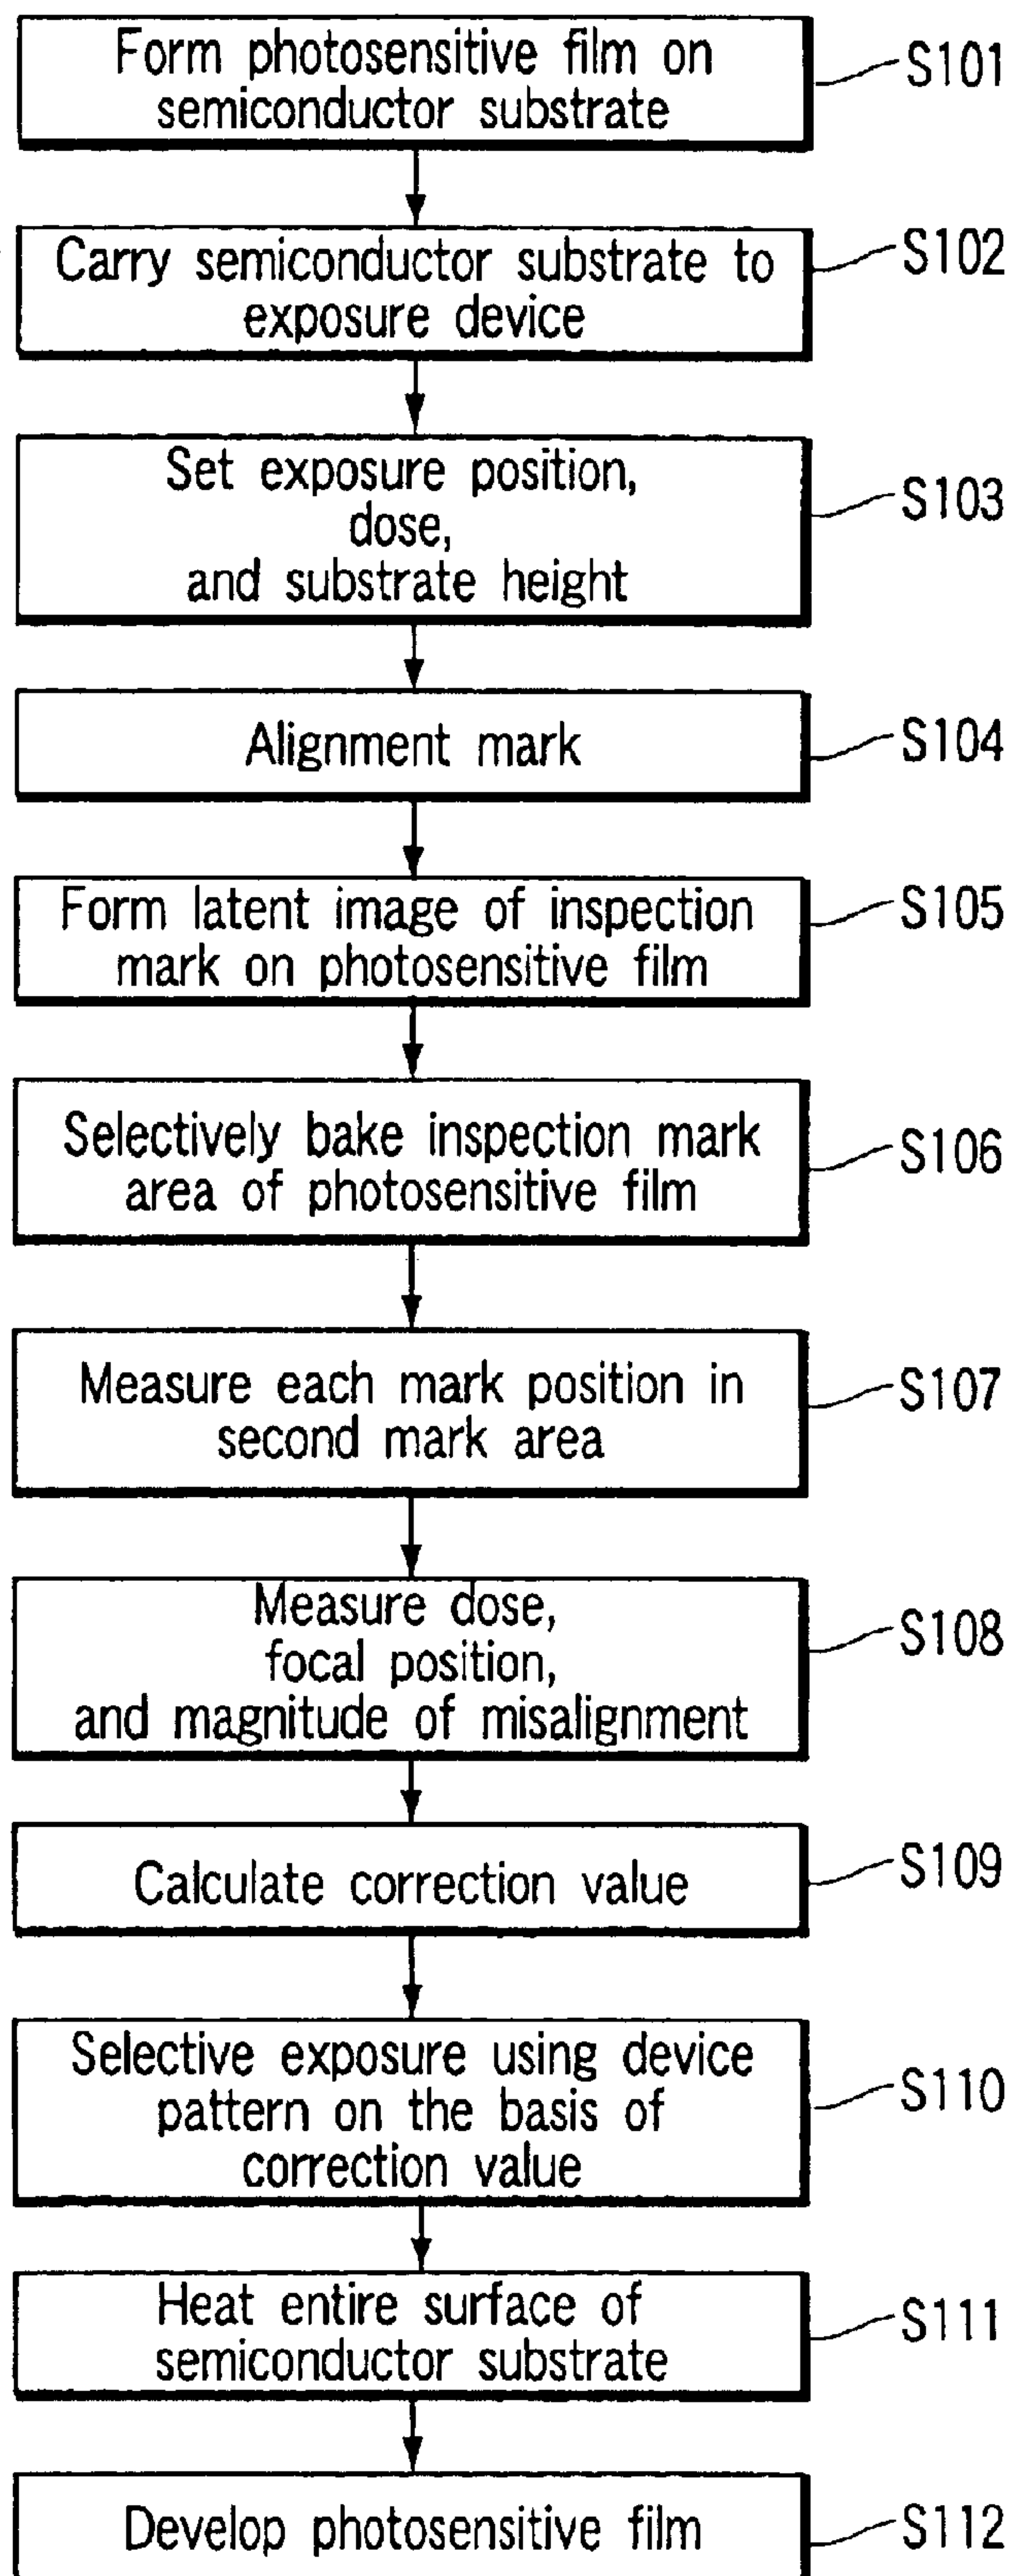 Form photosensitive film on
semiconductor substrate
S101
Carry semiconductor substrate to
exposure device
S102
Set exposure position,
dose,
and substrate height
S103
Alignment mark
S104
Form latent image of inspection
mark on photosensitive film
S105
Selectively bake inspection mark
area of photosensitive film
S106
Measure each mark position in
second mark area
S107
Measure dose,
focal position,
and magnitude of misalignment
S108
Calculate correction value
S109
Selective exposure using device
pattern on the basis of
correction value
S110
Heat entire surface of
semiconductor substrate
S111
Develop photosensitive film
S112